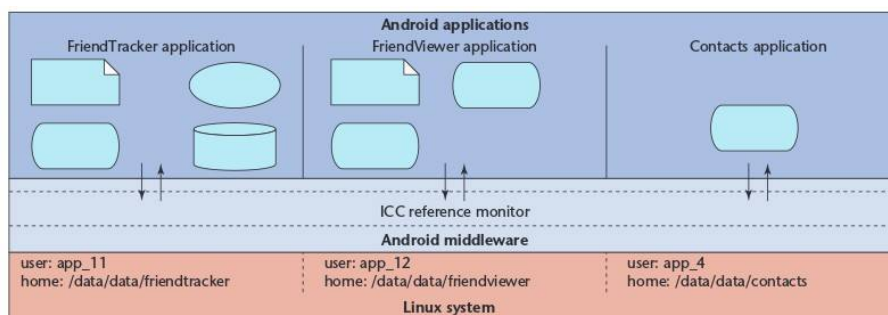 Android applications
FriendTracker application
FriendViewer application
Contacts application
ICC reference monitor
Android middleware
user: app_11
home: /data/data/friendtracker
user: app_12
home: /data/data/friendviewer
user: app_4
home: /data/data/contacts
Linux system